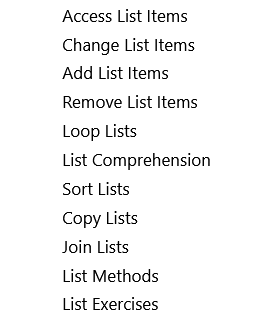 Access List Items
Change List Items
Add List Items
Remove List Items
Loop Lists
List Comprehension
Sort Lists
Copy Lists
Join Lists
List Methods
List Exercises